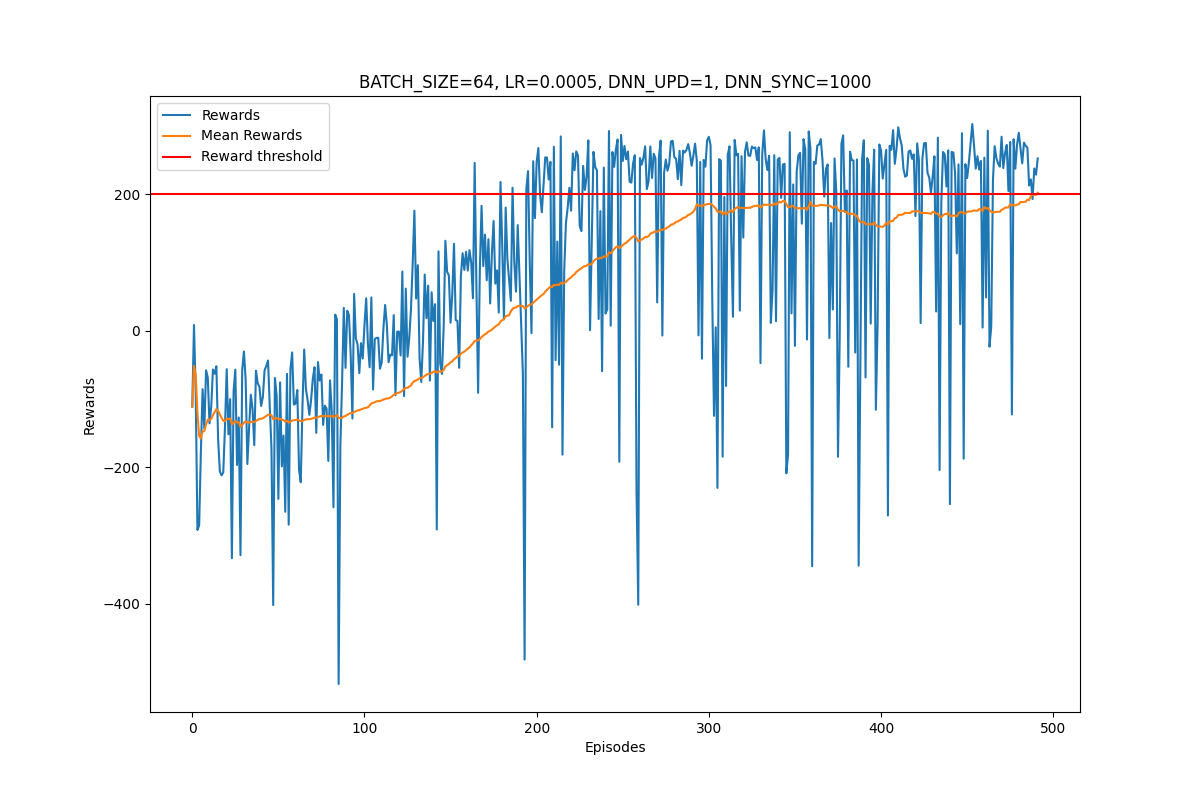 BATCH_SIZE=64, LR=0.0005, DNN_UPD=1, DNN_SYNC=1000
Rewards
Mean Rewards
Reward threshold
200
0
−200
−400
Rewards
0
100
200
300
400
500
Episodes